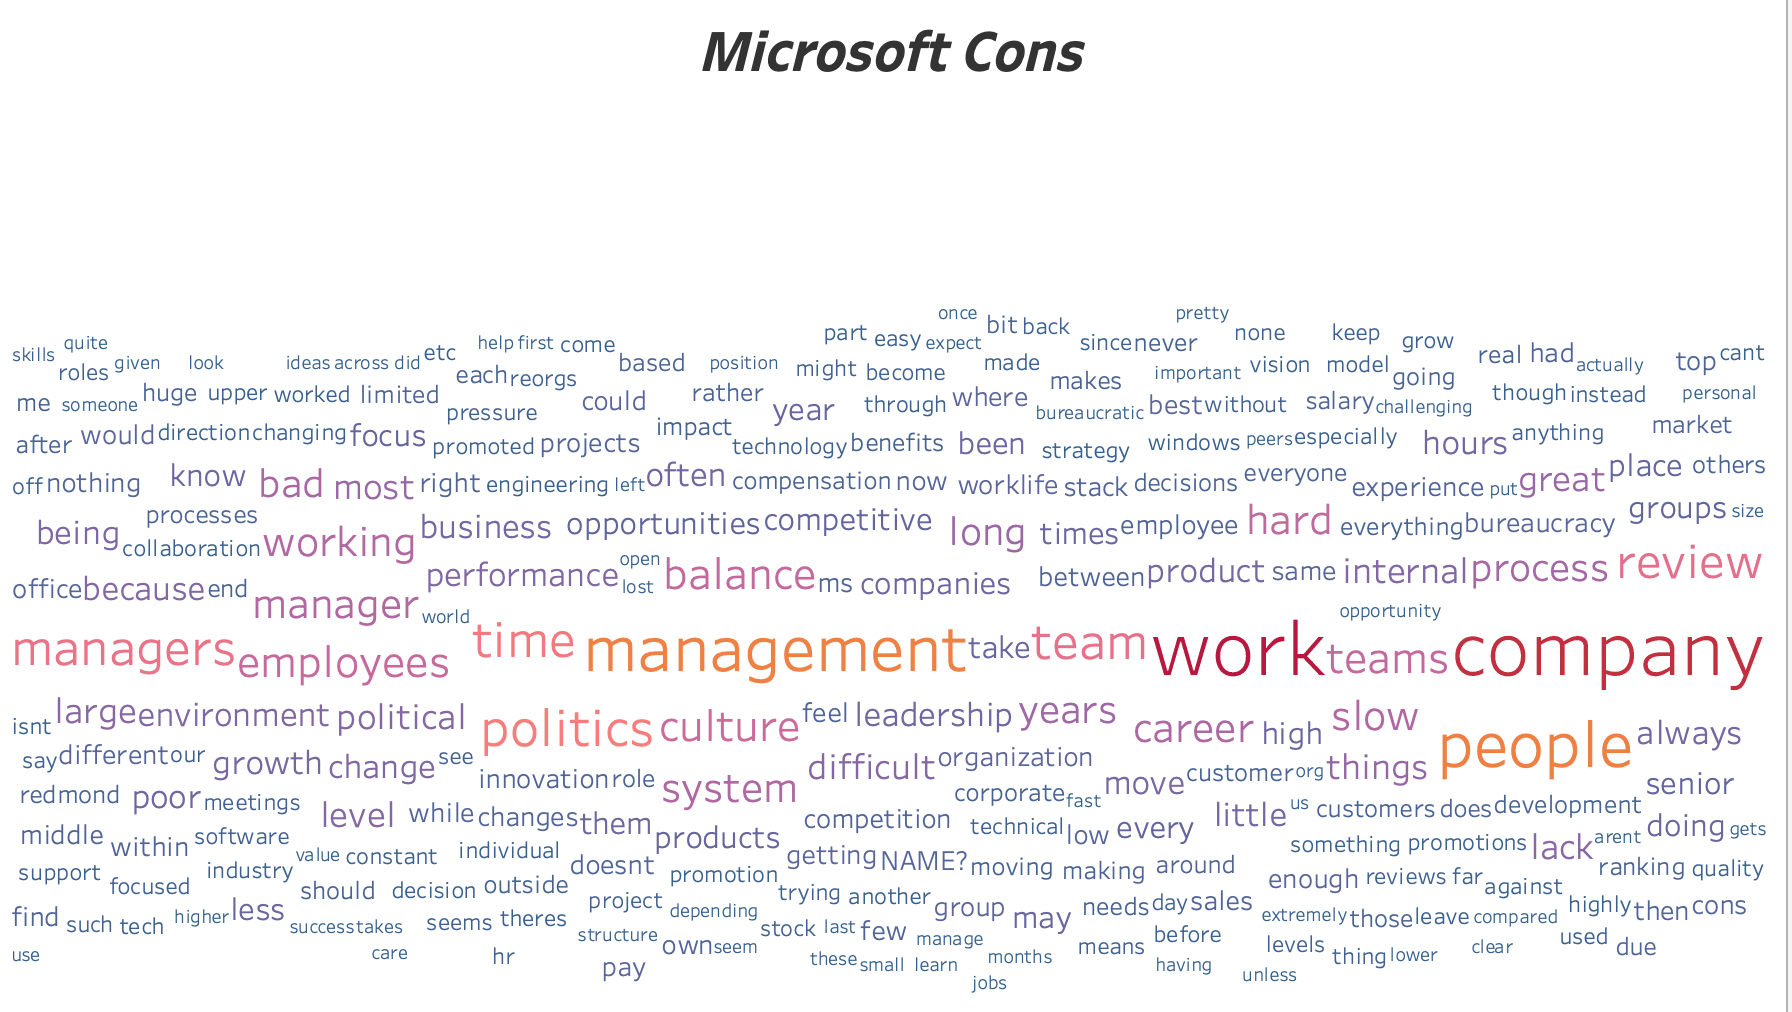 Microsoft Cons
once pretty
part easy expect bit back since never none keep grow
skills quite etc help first come
roles given look ideas across did based position might become made important vision model going real had actually top cant
each reorgs
me someone huge upper worked limited pressure could rather year through where makes bureaucratic best without salary challenging though instead personal
after would direction changing focus promoted projects impact technology benefits been strategy windows peers especially hours anything market
off nothing know bad most right engineering left often compensation now worklife stack decisions everyone experience put great place others
being processes collaboration working business opportunities competitive long times employee hard everything bureaucracy groups size
office because end manager performance open lost balance ms companies between product same internal process review
world opportunity
managers employees time management take team work teams company
isnt large environment political politics culture feel leadership years career high slow people always
say different our growth change see innovation role system difficult organization move customer org things senior
redmond poor meetings level while changes them products competition corporate fast technical low every little us customers does development
middle within software value constant individual doesnt getting NAME? moving making around something promotions lack arent doing gets
support focused industry should decision outside project promotion trying another group enough reviews far against ranking quality
find such tech higher less success takes seems theres structure depending stock last few manage may needs day sales extremely those leave compared highly then cons
use care hr pay own seem these small learn months jobs means before having levels unless thing lower clear used due